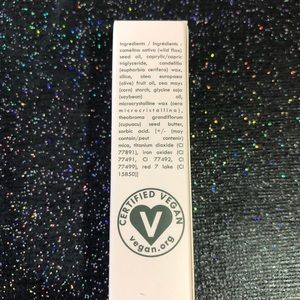 Ingredients / Ingrédients :
camelina sativa (wild flax)
seed oil, caprylic/capric
triglyceride, candelilla
(euphorbia cerifera) wax,
silica, olea europaea
(olive) fruit oil, zea mays
(corn) starch, glycine soja
(soybean) oil,
microcrystalline wax (cera
microcristallina),
theobroma grandiflorum
(cupuacu) seed butter,
sorbic acid. (+/- (may
contain/peut contenir)
mica, titanium dioxide (CI
77891), iron oxides (CI
77491, CI 77492, CI
77499), red 7 lake (CI
15850))
CERTIFIED VEGAN
V
vegan.org